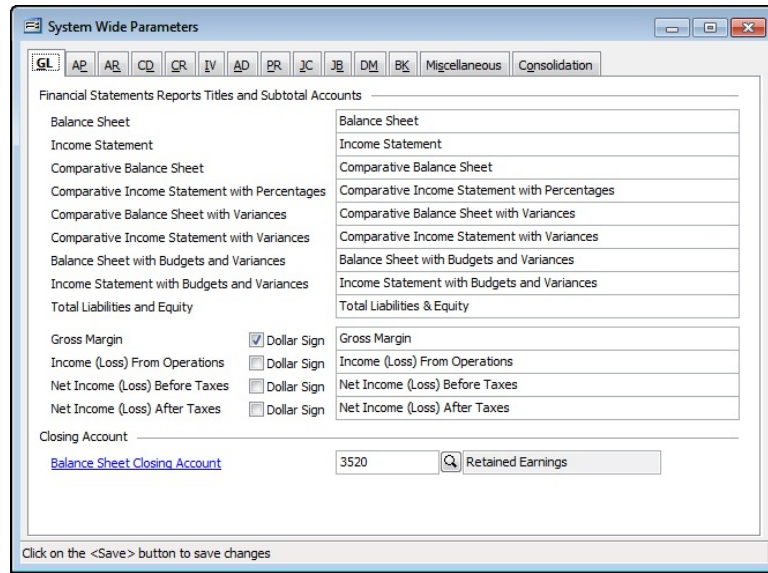 System Wide Parameters
GL AP AR CD CR IV AD PR JC JB DM BK Miscellaneous Consolidation
Financial Statements Reports Titles and Subtotal Accounts
Balance Sheet Balance Sheet
Income Statement Income Statement
Comparative Balance Sheet Comparative Balance Sheet
Comparative Income Statement with Percentages Comparative Income Statement with Percentages
Comparative Balance Sheet with Variances Comparative Balance Sheet with Variances
Comparative Income Statement with Variances Comparative Income Statement with Variances
Balance Sheet with Budgets and Variances Balance Sheet with Budgets and Variances
Income Statement with Budgets and Variances Income Statement with Budgets and Variances
Total Liabilities and Equity Total Liabilities & Equity
Gross Margin Dollar Sign Gross Margin
Income (Loss) From Operations Dollar Sign Income (Loss) From Operations
Net Income (Loss) Before Taxes Dollar Sign Net Income (Loss) Before Taxes
Net Income (Loss) After Taxes Dollar Sign Net Income (Loss) After Taxes
Closing Account
Balance Sheet Closing Account 3520 Retained Earnings
Click on the <Save> button to save changes